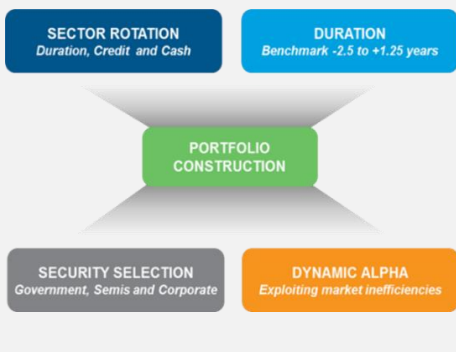 SECTOR ROTATION
Duration, Credit and Cash
DURATION
Benchmark -2.5 to +1.25 years
PORTFOLIO
CONSTRUCTION
SECURITY SELECTION
Government, Semis and Corporate
DYNAMIC ALPHA
Exploiting market inefficiencies